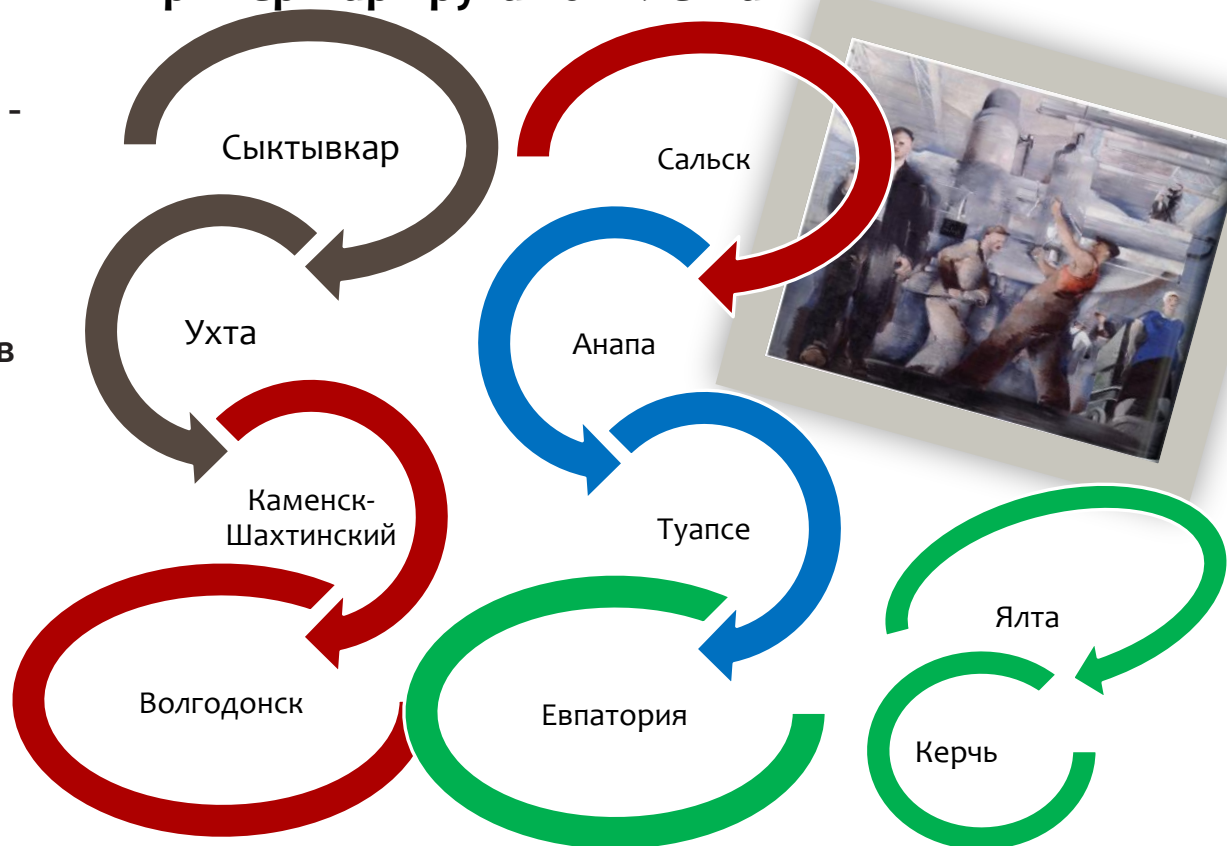 -
в
Сыктывкар
Ухта
Каменск-
Шахтинский
Волгодонск
Сальск
Анапа
Туапсе
Евпатория
Ялта
Керчь